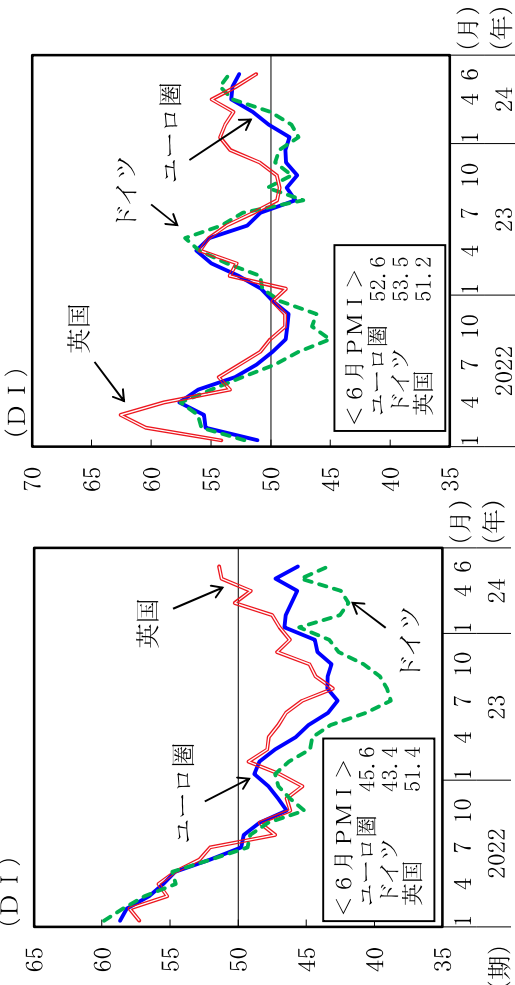 (ＤＩ)
65
60
55
50
45
40
35
ユーロ圏
英国
ドイツ
＜６月ＰＭＩ＞
ユーロ圏 45.6
ドイツ 43.4
英国 51.4
1 4 7 10 1 4 7 10 1 4 6 (月)
(期) 2022 23 24 (年)
(ＤＩ)
70
65
60
55
50
45
40
35
英国
ドイツ
ユーロ圏
＜６月ＰＭＩ＞
ユーロ圏 52.6
ドイツ 53.5
英国 51.2
1 4 7 10 1 4 7 10 1 4 6 (月)
2022 23 24 (年)